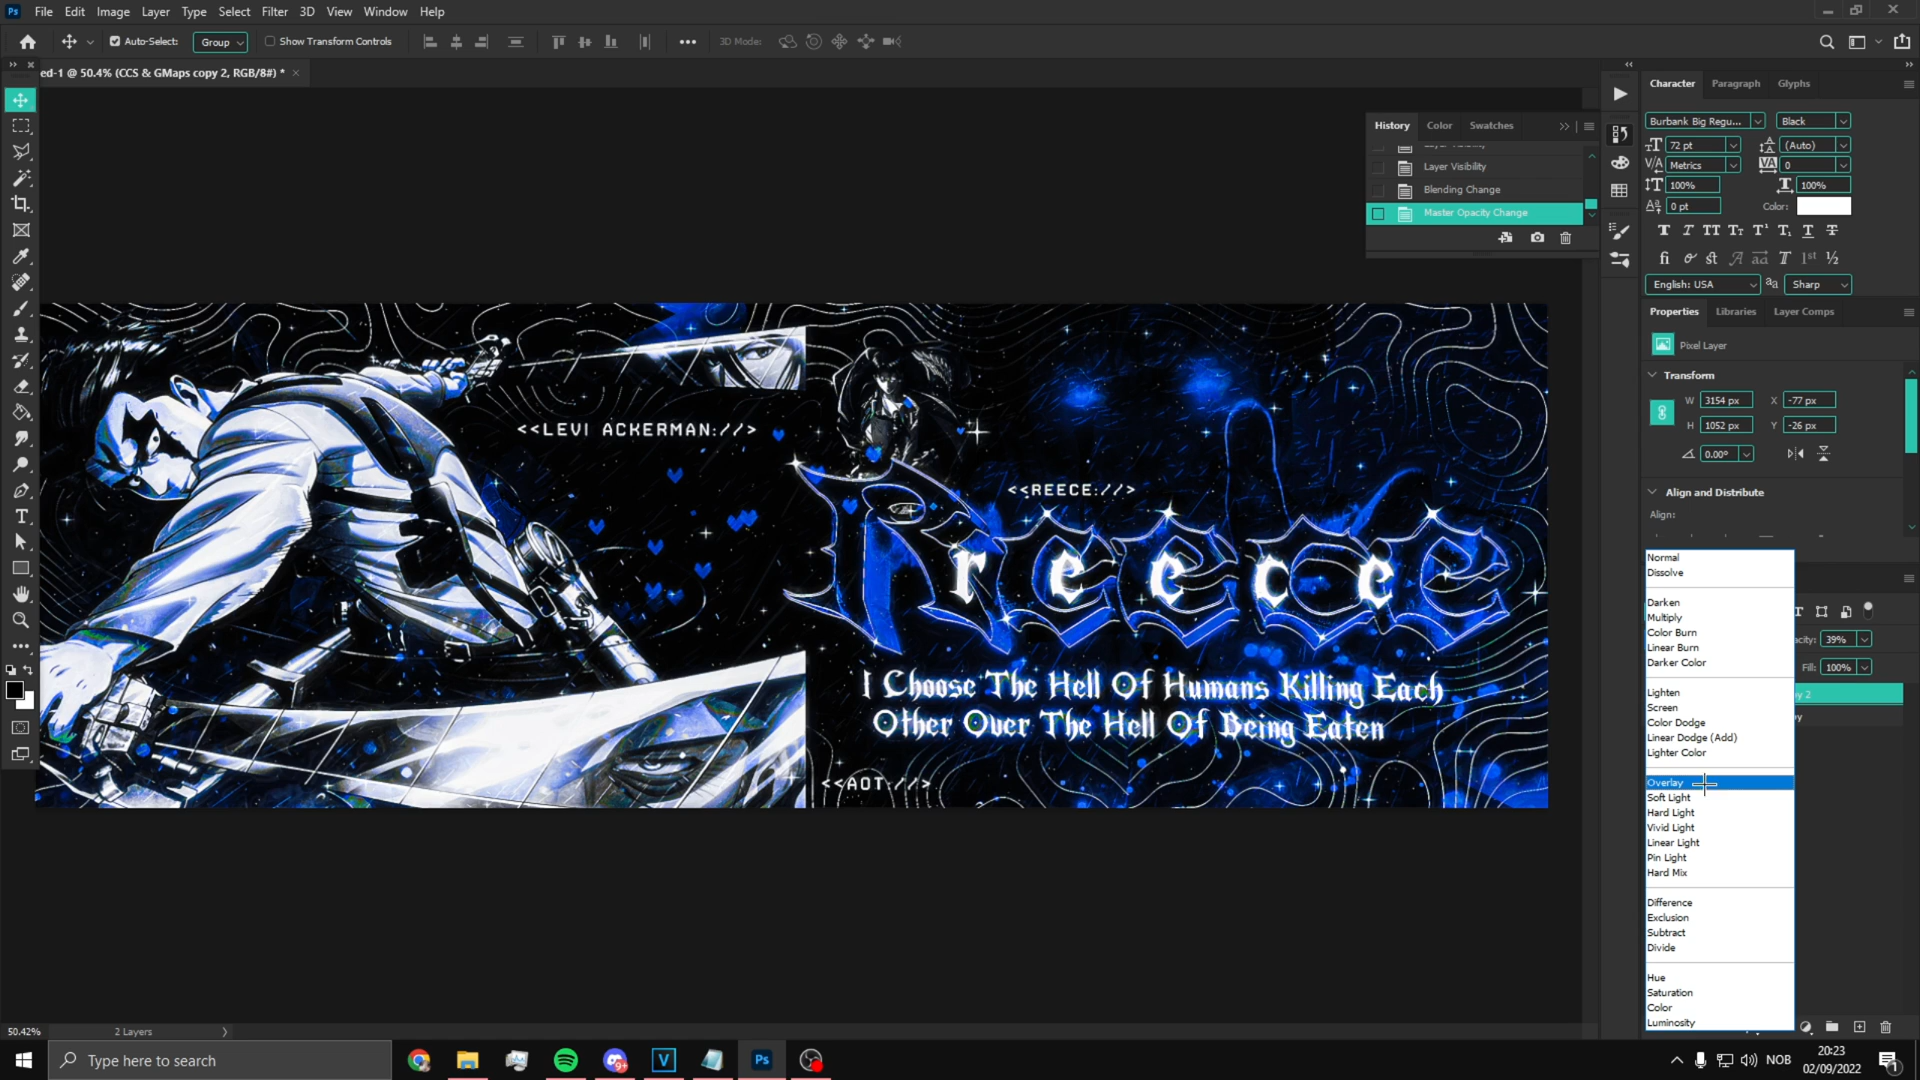 File Edit Image Layer Type Select Filter 3D View Window Help
Auto-Select: Group Show Transform Controls 3D Mode:
ed-1 @ 50.4% (CCS & GMaps copy 2, RGB/8#) *
History Color Swatches
Layer Visibility
Layer Visibility
Blending Change
Master Opacity Change
Character Paragraph Glyphs
Burbank Big Regu... Black
72 pt (Auto)
Metrics 0
100% 100%
0 pt Color:
English: USA Sharp
Properties Libraries Layer Comps
Pixel Layer
Transform
W 3154 px X -77 px
H 1052 px Y -26 px
0.00°
Align and Distribute
Align:
Normal
Dissolve
Darken
Multiply
Color Burn
Linear Burn
Darker Color
Lighten
Screen
Color Dodge
Linear Dodge (Add)
Lighter Color
Overlay
Soft Light
Hard Light
Vivid Light
Linear Light
Pin Light
Hard Mix
Difference
Exclusion
Subtract
Divide
Hue
Saturation
Color
Luminosity
acity: 39%
Fill: 100%
py 2
py
<<LEVI ACKERMAN://>
<<REECE://>
Reece
reece
I Choose The Hell Of Humans Killing Each
Other Over The Hell Of Being Eaten
<<AOT://>
50.42% 2 Layers
Type here to search
NOB
20:23
02/09/2022